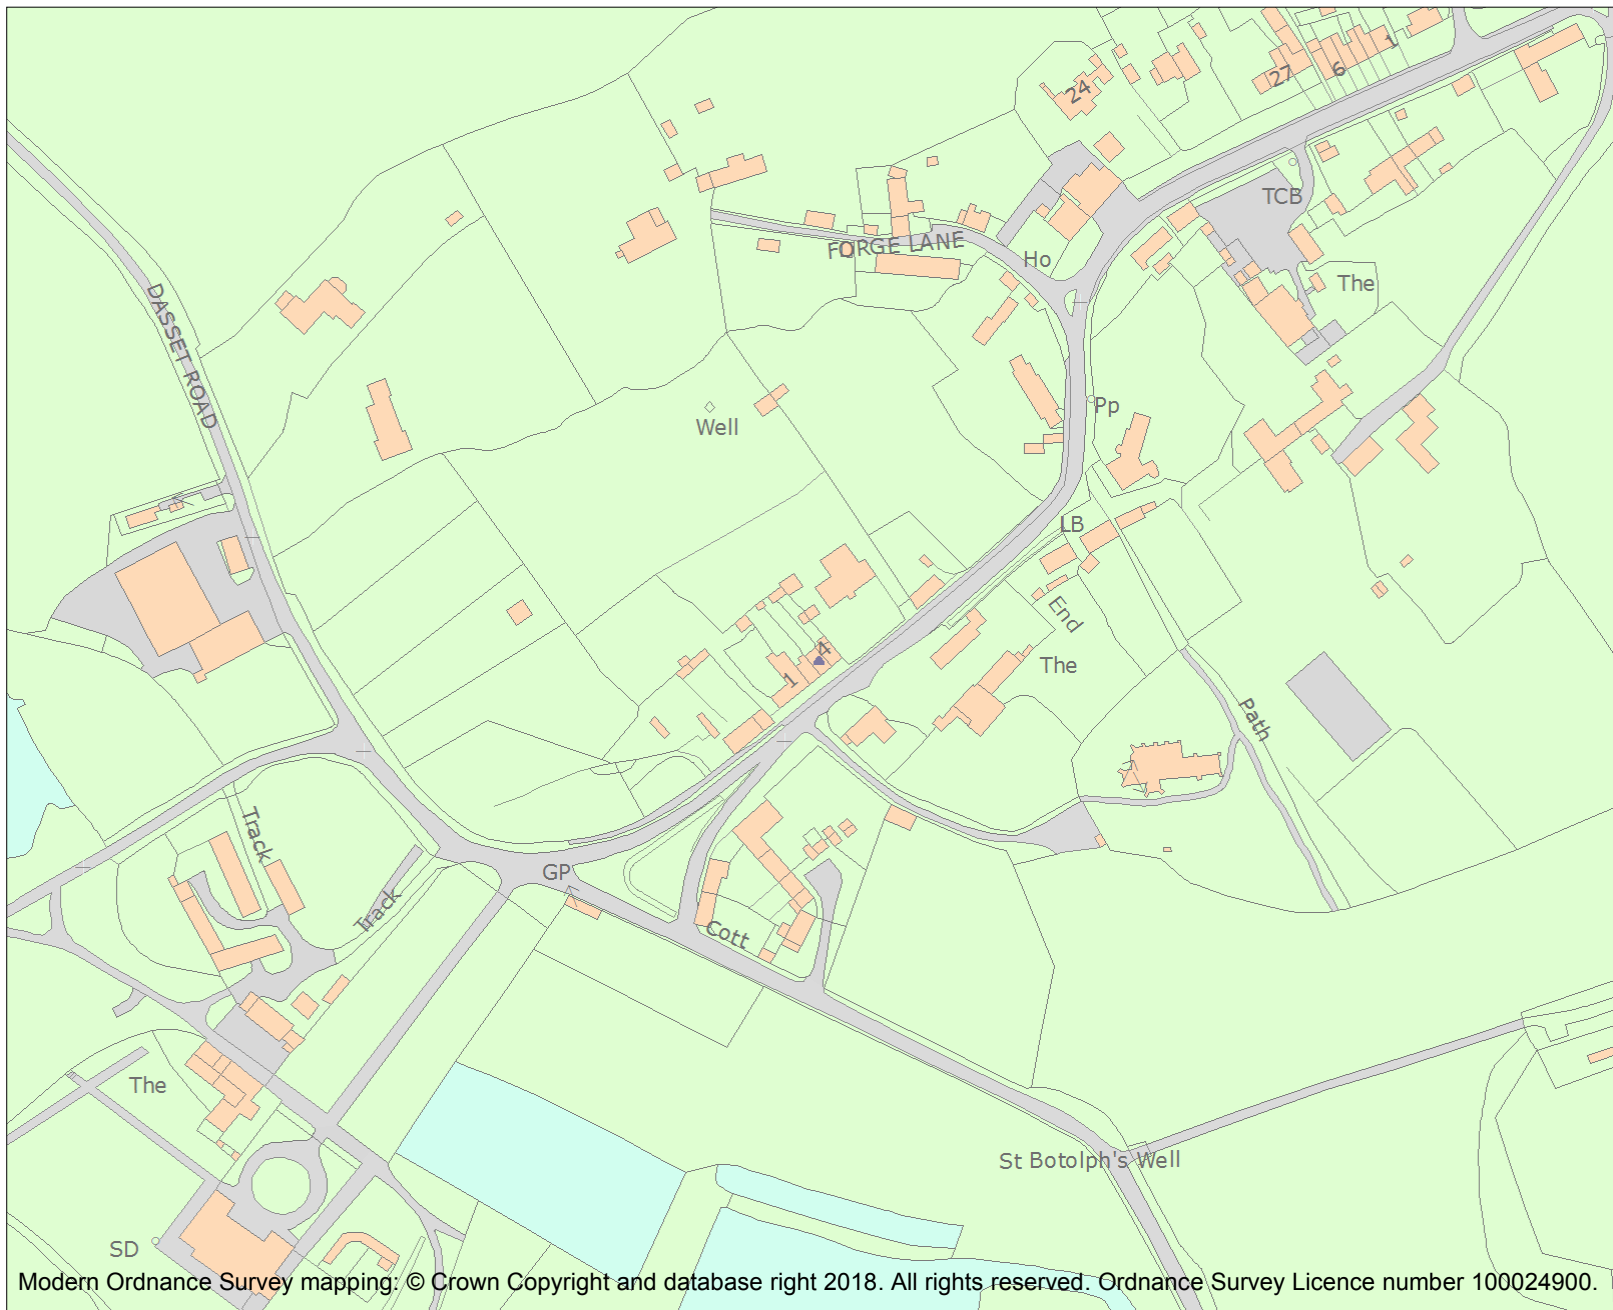 1
27
6
24
TCB
FORGE LANE
Ho
The
DASSET ROAD
Pp
Well
LB
End
4
The
1
Path
Track
GP
Track
Cott
The
St Botolph's Well
SD
Modern Ordnance Survey mapping: © Crown Copyright and database right 2018. All rights reserved. Ordnance Survey Licence number 100024900.